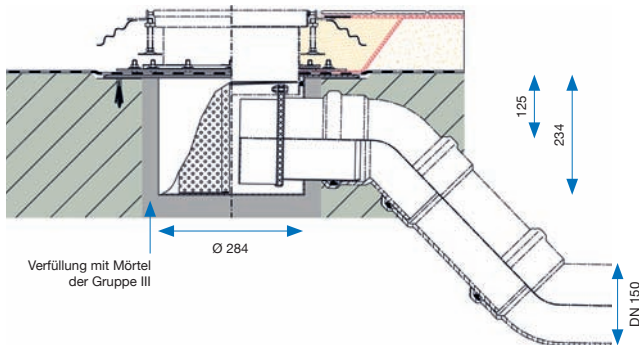 125
234
Ø 284
Verfüllung mit Mörtel
der Gruppe III
DN 150